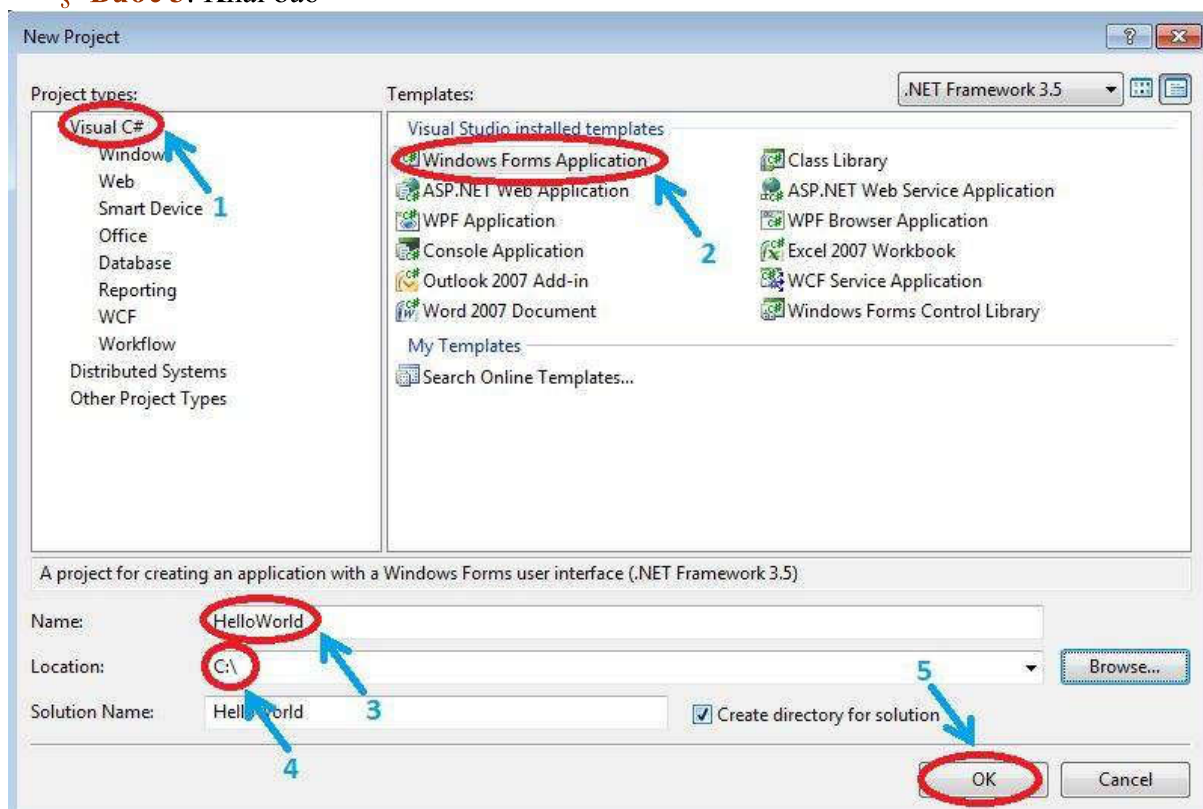 New Project
Project types:
Templates:
.NET Framework 3.5
Visual C#
Window
Web
Smart Device
Office
Database
Reporting
WCF
Workflow
Distributed Systems
Other Project Types
1
Visual Studio installed templates
Windows Forms Application
ASP.NET Web Application
WPF Application
Console Application
Outlook 2007 Add-in
Word 2007 Document
Class Library
ASP.NET Web Service Application
WPF Browser Application
Excel 2007 Workbook
WCF Service Application
Windows Forms Control Library
2
My Templates
Search Online Templates...
A project for creating an application with a Windows Forms user interface (.NET Framework 3.5)
Name:
HelloWorld
Location:
C:\
5
Browse...
Solution Name:
HelloWorld
3
Create directory for solution
4
OK
Cancel